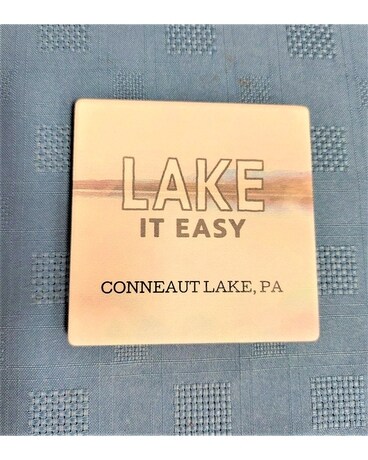 LAKE
IT EASY
CONNEAUT LAKE, PA